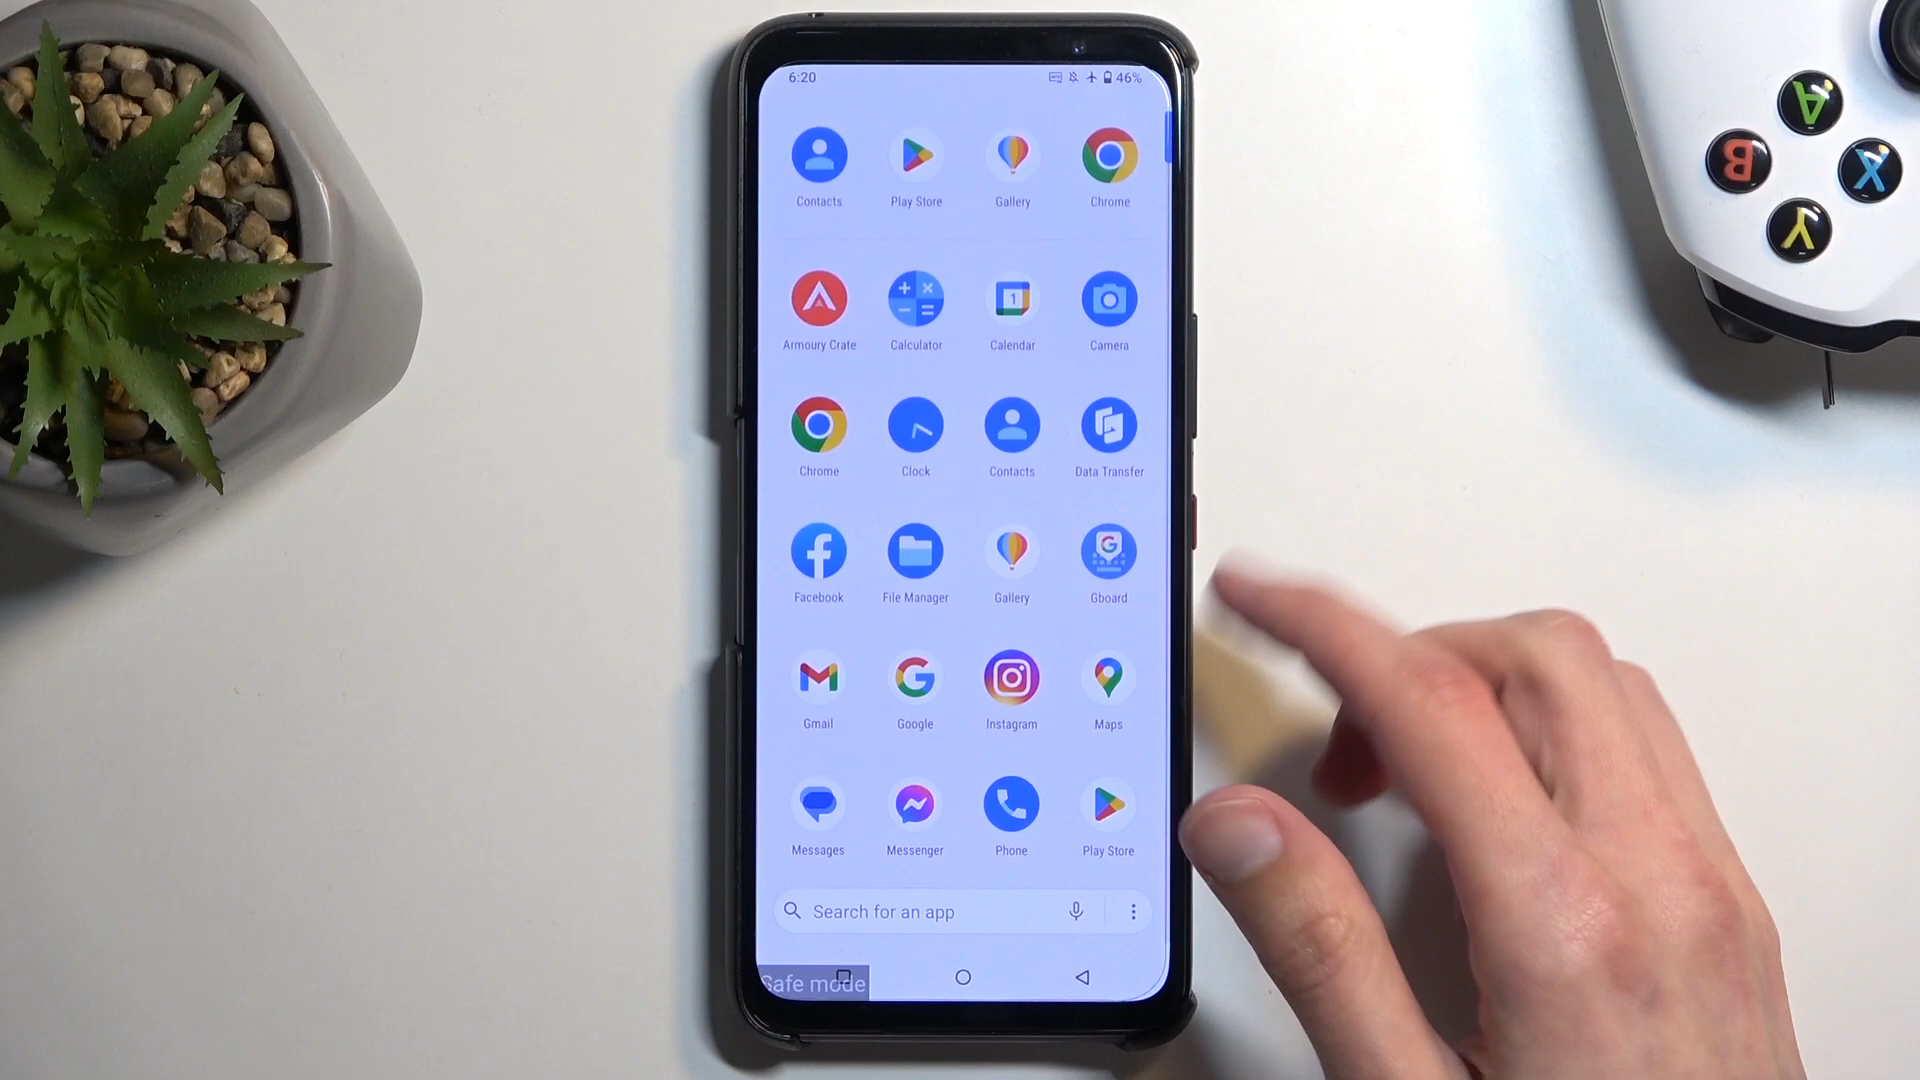 6:20 46%
Contacts Play Store Gallery Chrome
Armoury Crate Calculator Calendar Camera
Chrome Clock Contacts Data Transfer
Facebook File Manager Gallery Gboard
Gmail Google Instagram Maps
Messages Messenger Phone Play Store
Search for an app
Safe mode
A
B
X
Y